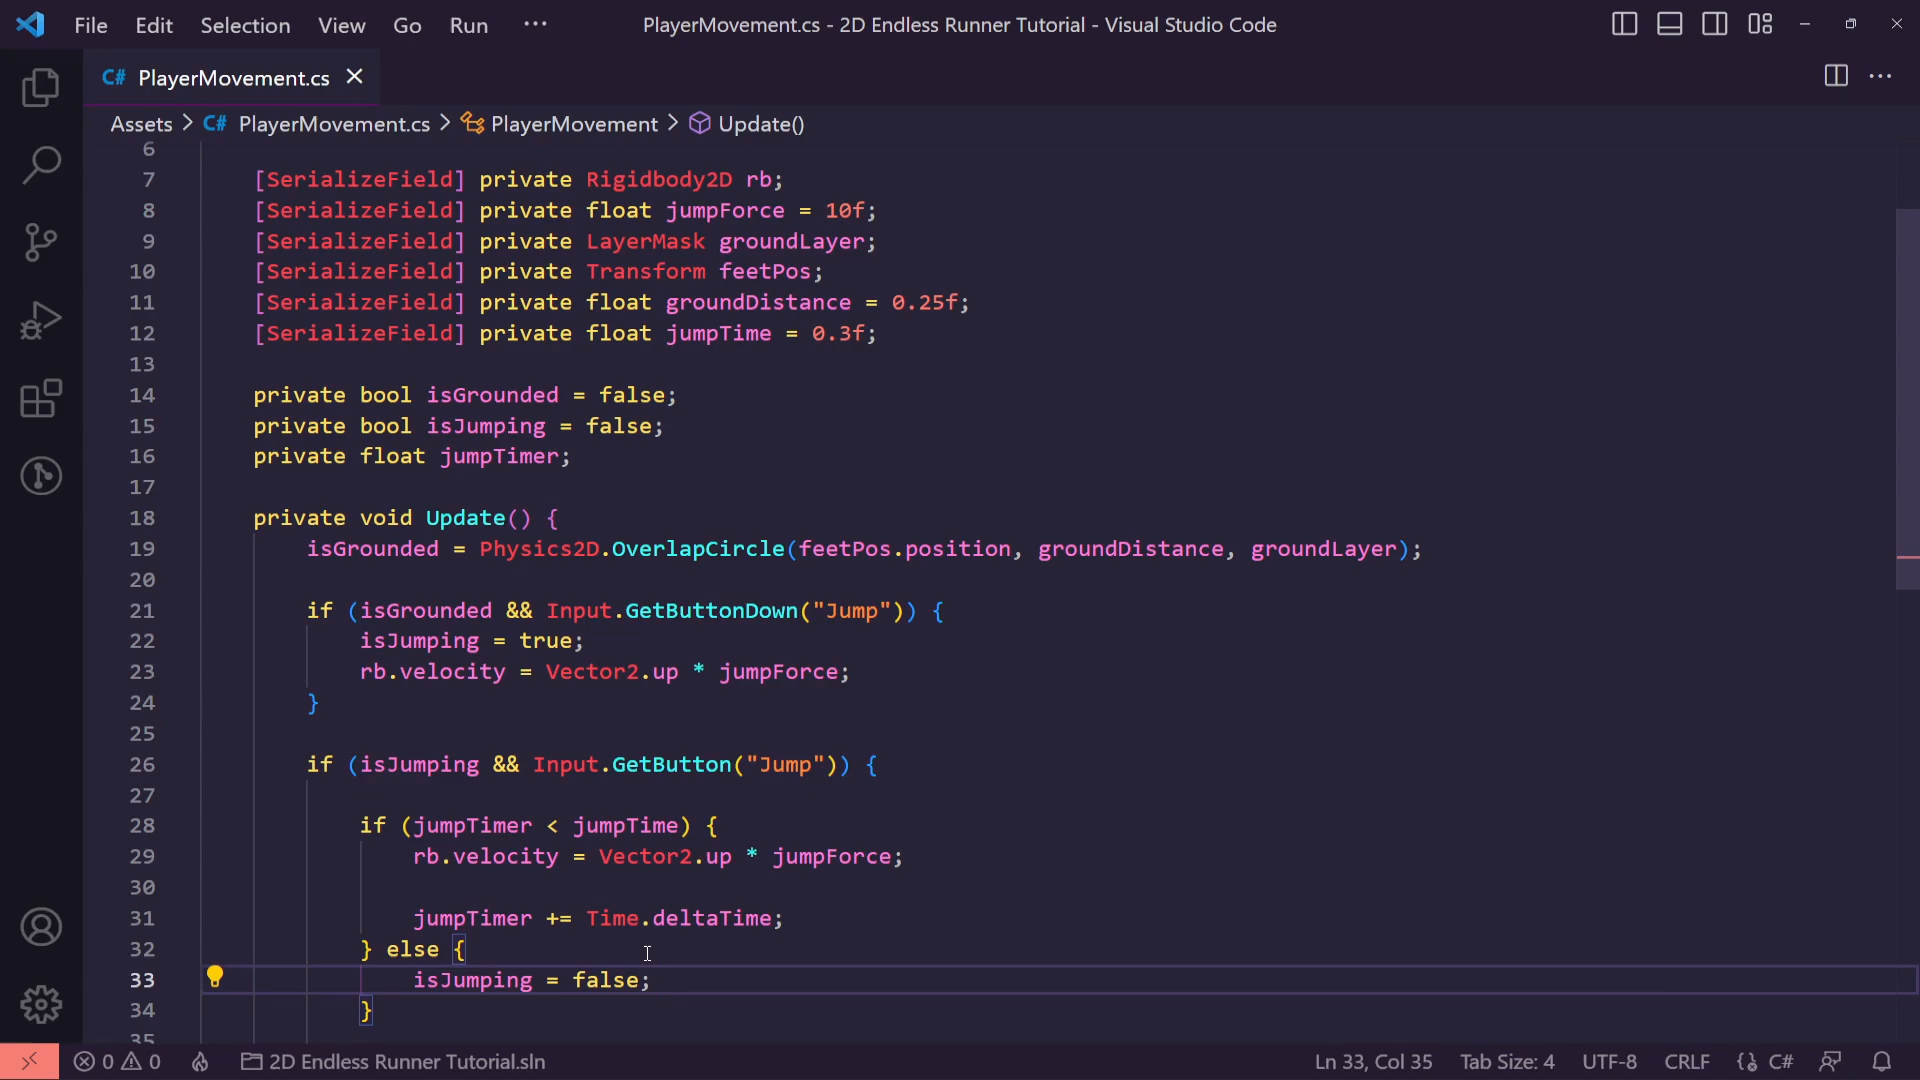 File Edit Selection View Go Run ··· PlayerMovement.cs - 2D Endless Runner Tutorial - Visual Studio Code
C# PlayerMovement.cs
Assets > C# PlayerMovement.cs > PlayerMovement > Update()
6
7 [SerializeField] private Rigidbody2D rb;
8 [SerializeField] private float jumpForce = 10f;
9 [SerializeField] private LayerMask groundLayer;
10 [SerializeField] private Transform feetPos;
11 [SerializeField] private float groundDistance = 0.25f;
12 [SerializeField] private float jumpTime = 0.3f;
13
14 private bool isGrounded = false;
15 private bool isJumping = false;
16 private float jumpTimer;
17
18 private void Update() {
19 isGrounded = Physics2D.OverlapCircle(feetPos.position, groundDistance, groundLayer);
20
21 if (isGrounded && Input.GetButtonDown("Jump")) {
22 isJumping = true;
23 rb.velocity = Vector2.up * jumpForce;
24 }
25
26 if (isJumping && Input.GetButton("Jump")) {
27
28 if (jumpTimer < jumpTime) {
29 rb.velocity = Vector2.up * jumpForce;
30
31 jumpTimer += Time.deltaTime;
32 } else {
33 isJumping = false;
34 }
35
0 0 2D Endless Runner Tutorial.sln Ln 33, Col 35 Tab Size: 4 UTF-8 CRLF C#